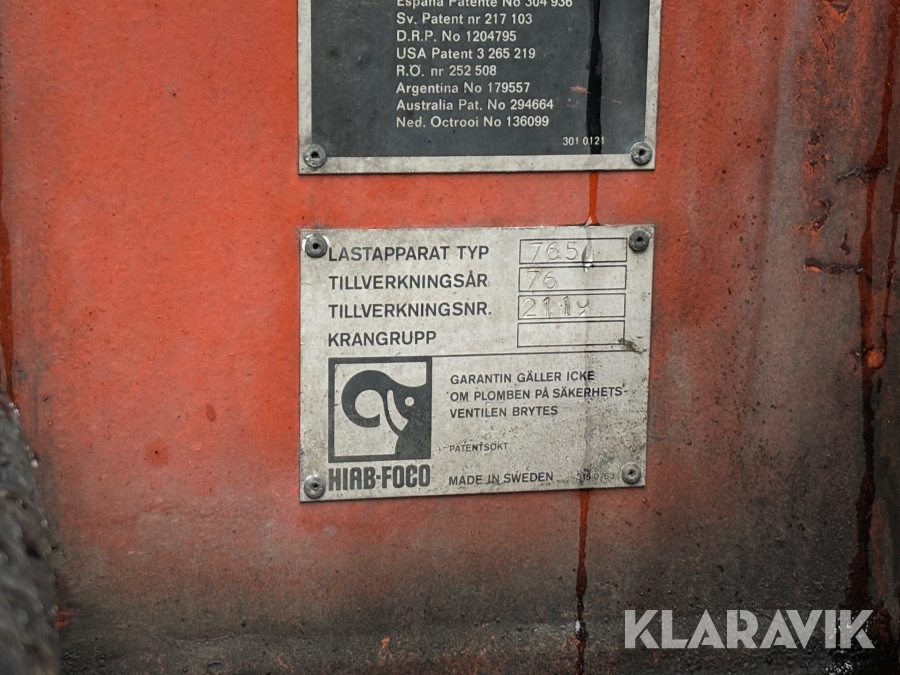 España Patente No 304 936
Sv. Patent nr 217 103
D.R.P. No 1204795
USA Patent 3 265 219
R.Ö. nr 252 508
Argentina No 179557
Australia Pat. No 294664
Ned. Octrooi No 136099
301 0121
LASTAPPARAT TYP 765
TILLVERKNINGSÅR 76
TILLVERKNINGSNR. 2119
KRANGRUPP
GARANTIN GÄLLER ICKE
OM PLOMBEN PÅ SÄKERHETS-
VENTILEN BRYTES
PATENTSÖKT
HIAB-FOCO
MADE IN SWEDEN
KLARAVIK